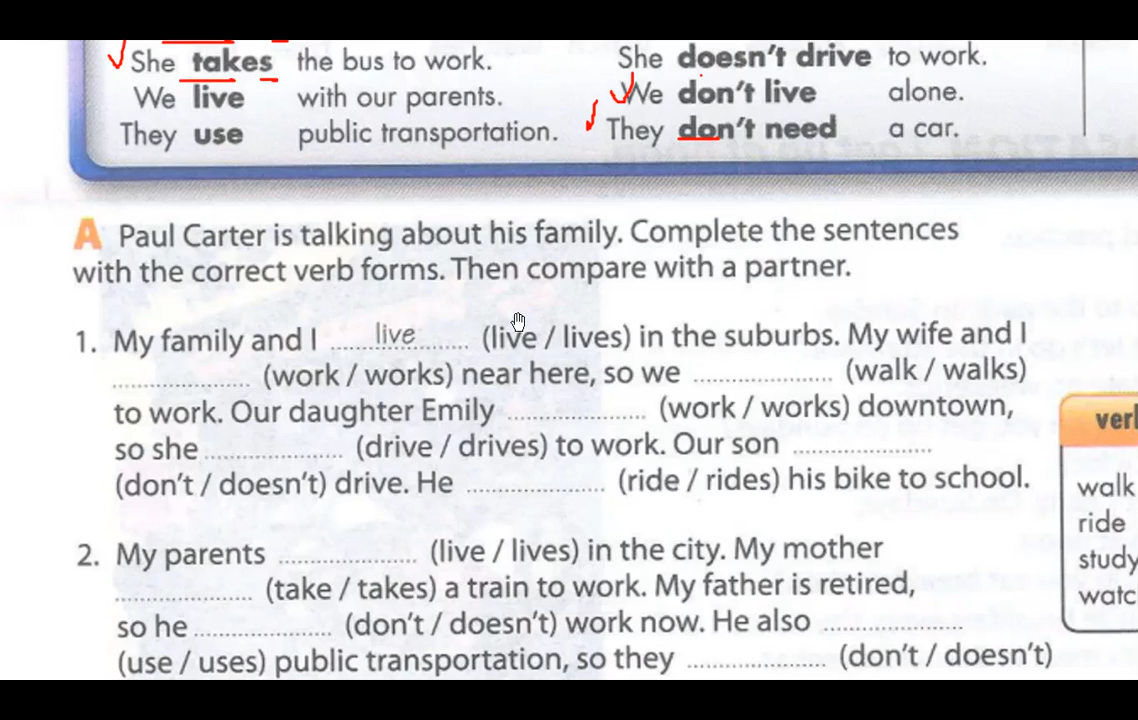 She takes the bus to work. She doesn't drive to work.
We live with our parents. We don't live alone.
They use public transportation. They don't need a car.
A Paul Carter is talking about his family. Complete the sentences
with the correct verb forms. Then compare with a partner.
1. My family and I live (live / lives) in the suburbs. My wife and I
(work / works) near here, so we (walk / walks)
to work. Our daughter Emily (work / works) downtown,
so she (drive / drives) to work. Our son
(don't / doesn't) drive. He (ride / rides) his bike to school.
2. My parents (live / lives) in the city. My mother
(take / takes) a train to work. My father is retired,
so he (don't / doesn't) work now. He also
(use / uses) public transportation, so they (don't / doesn't)
walk
ride
study